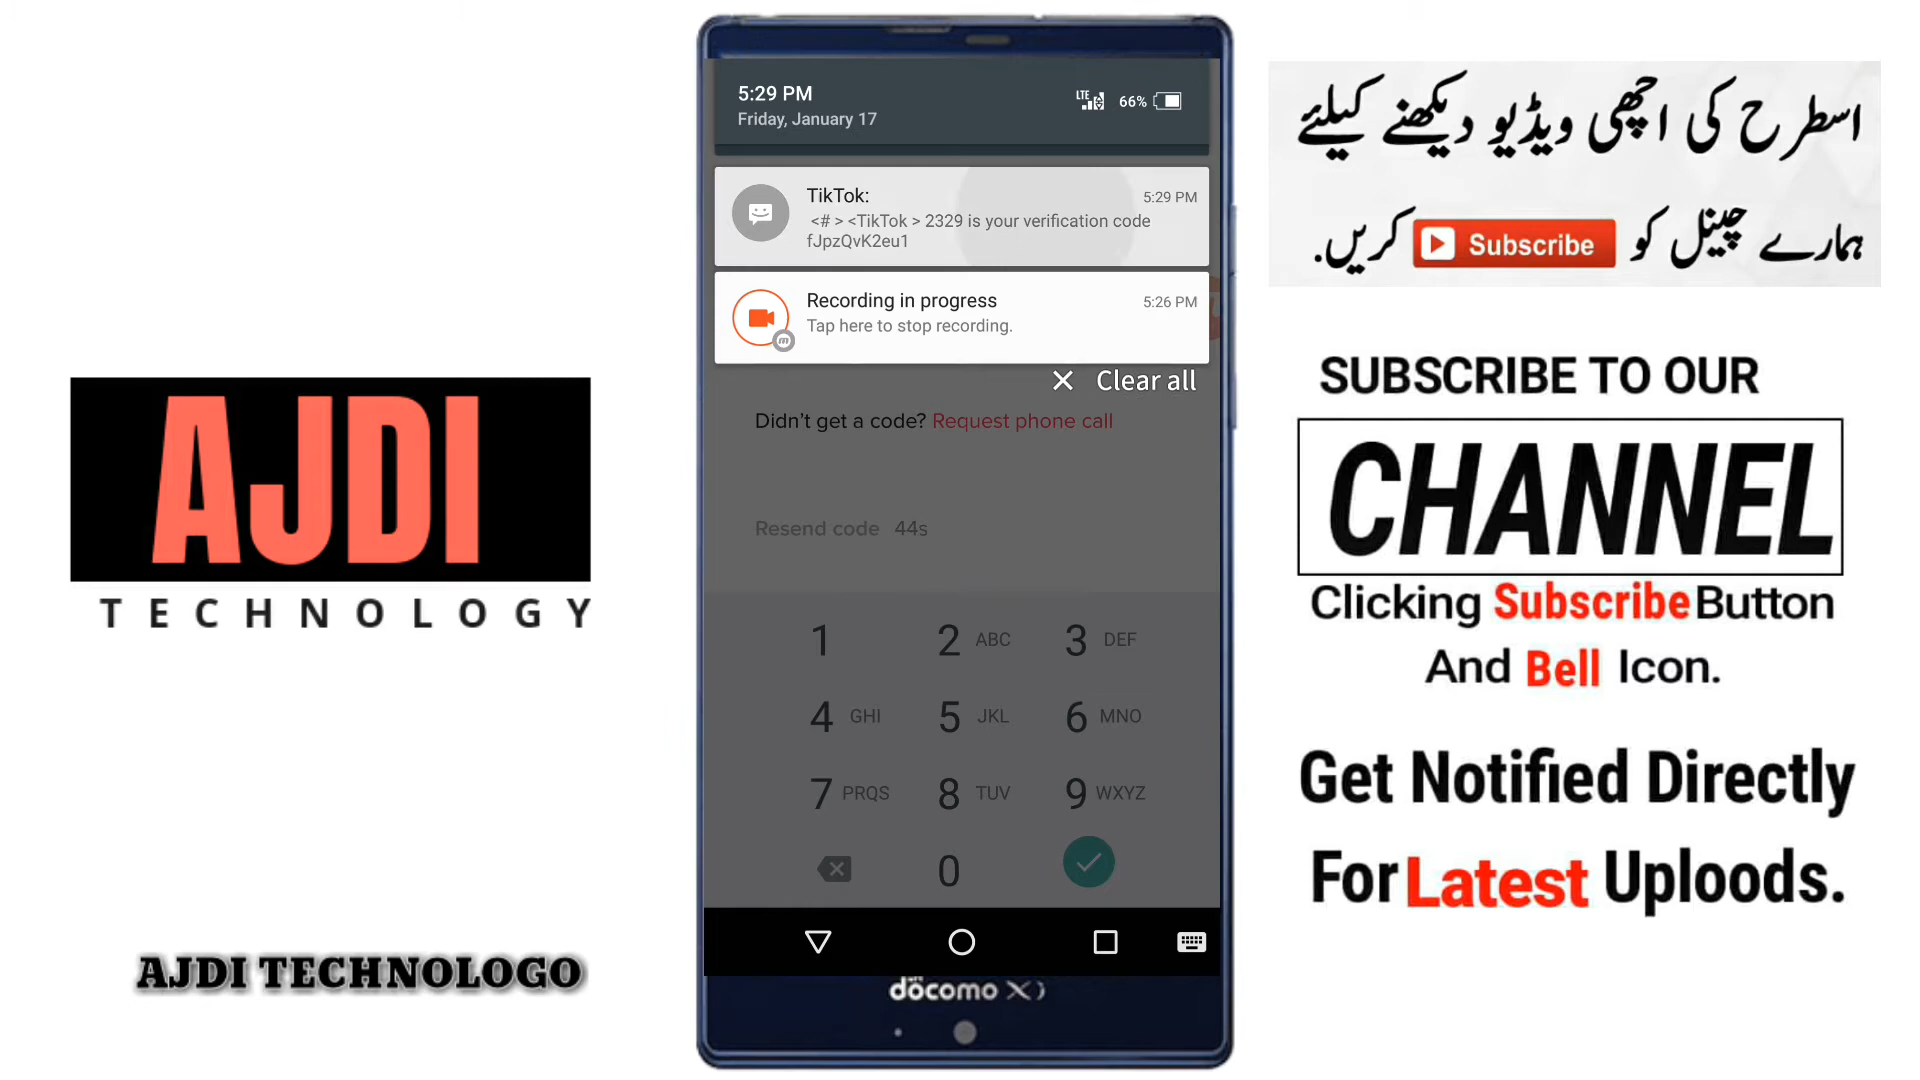 AJDI
TECHNOLOGY
AJDI TECHNOLOGO
5:29 PM
Friday, January 17
LTE
66%
TikTok:
5:29 PM
<# > <TikTok > 2329 is your verification code
fJpzQvK2eu1
Recording in progress
5:26 PM
Tap here to stop recording.
Clear all
Didn't get a code? Request phone call
Resend code 44s
1
2 ABC
3 DEF
4 GHI
5 JKL
6 MNO
7 PRQS
8 TUV
9 WXYZ
0
döcomo Xi
اسطرح کی اچھی ویڈیو دیکھنے کیلئے
ہمارے چینل کو Subscribe کریں.
SUBSCRIBE TO OUR
CHANNEL
Clicking Subscribe Button
And Bell Icon.
Get Notified Directly
For Latest Uploods.